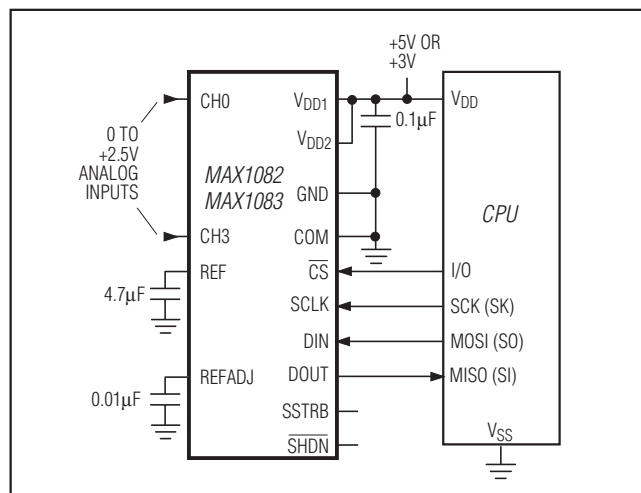 +5V OR
+3V
CH0
VDD1
VDD
0.1μF
0 TO
+2.5V
ANALOG
INPUTS
VDD2
MAX1082
MAX1083
GND
CPU
CH3
COM
REF
CS
I/O
4.7μF
SCLK
SCK (SK)
DIN
MOSI (SO)
REFADJ
DOUT
MISO (SI)
0.01μF
SSTRB
SHDN
VSS